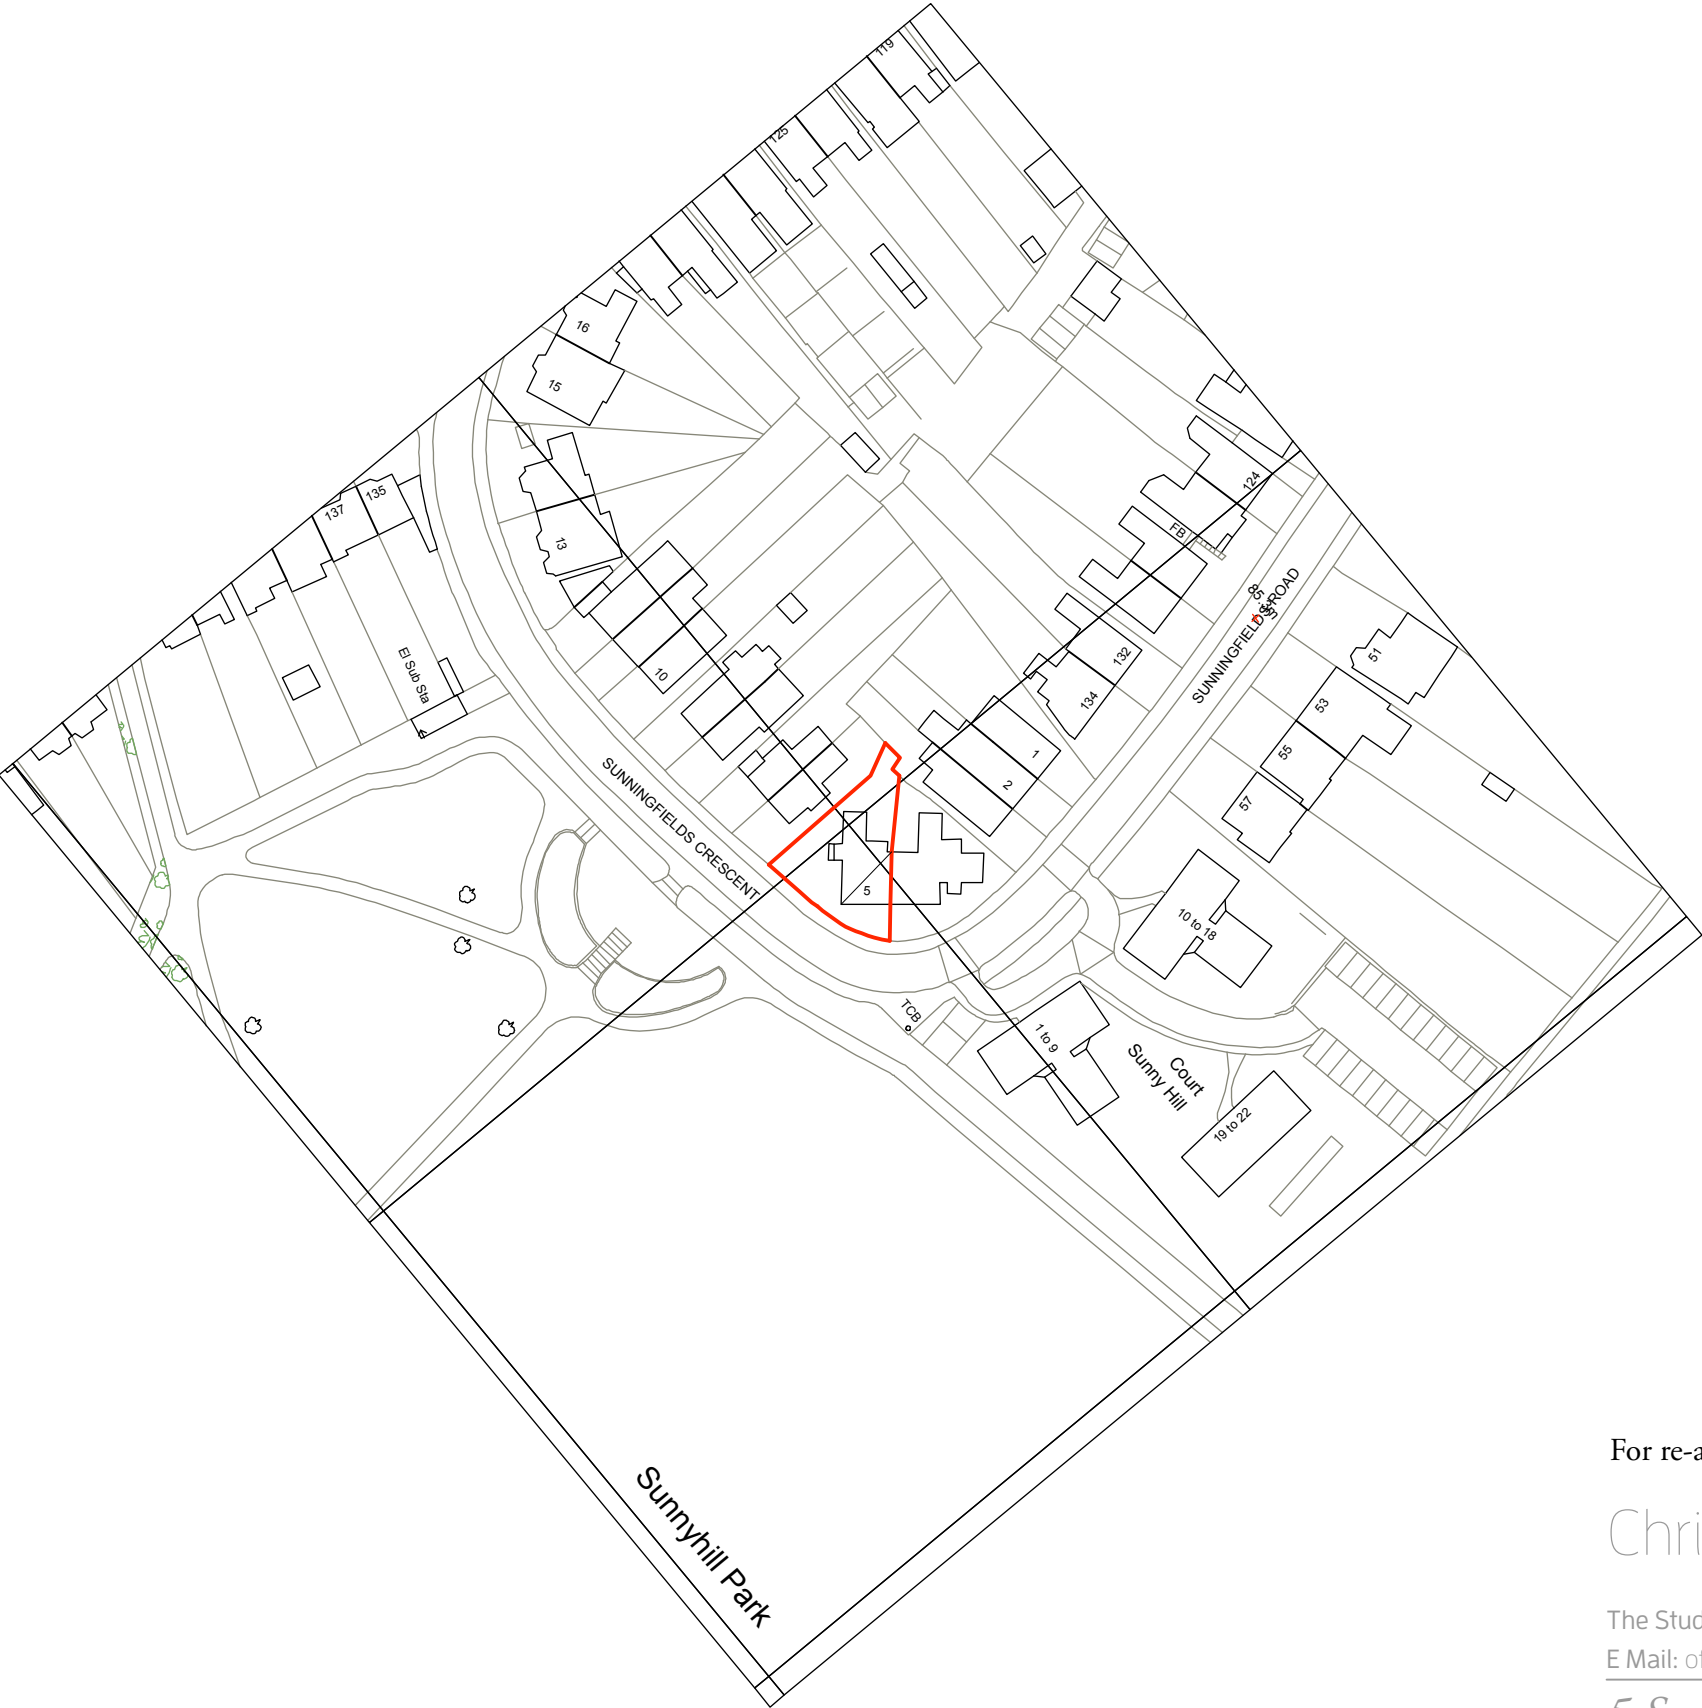 119
125
16
15
137
135
13
124
FB
10
El Sub Sta
132
134
SUNNINGFIELDS ROAD
51
53
55
57
1
2
SUNNINGFIELDS CRESCENT
5
10 to 18
TCB
1 to 9
Sunny Hill
Court
19 to 22
Sunnyhill Park
For re-a
Chri
The Stud
E Mail: of